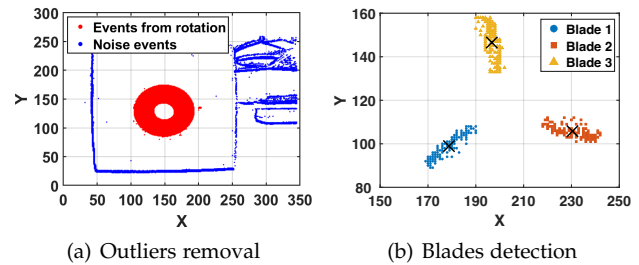 Events from rotation
Noise events
300
250
200
150
100
50
0
Y
0 50 100 150 200 250 300 350
X
(a) Outliers removal
Blade 1
Blade 2
Blade 3
160
140
120
100
80
Y
150 170 190 210 230 250
X
(b) Blades detection